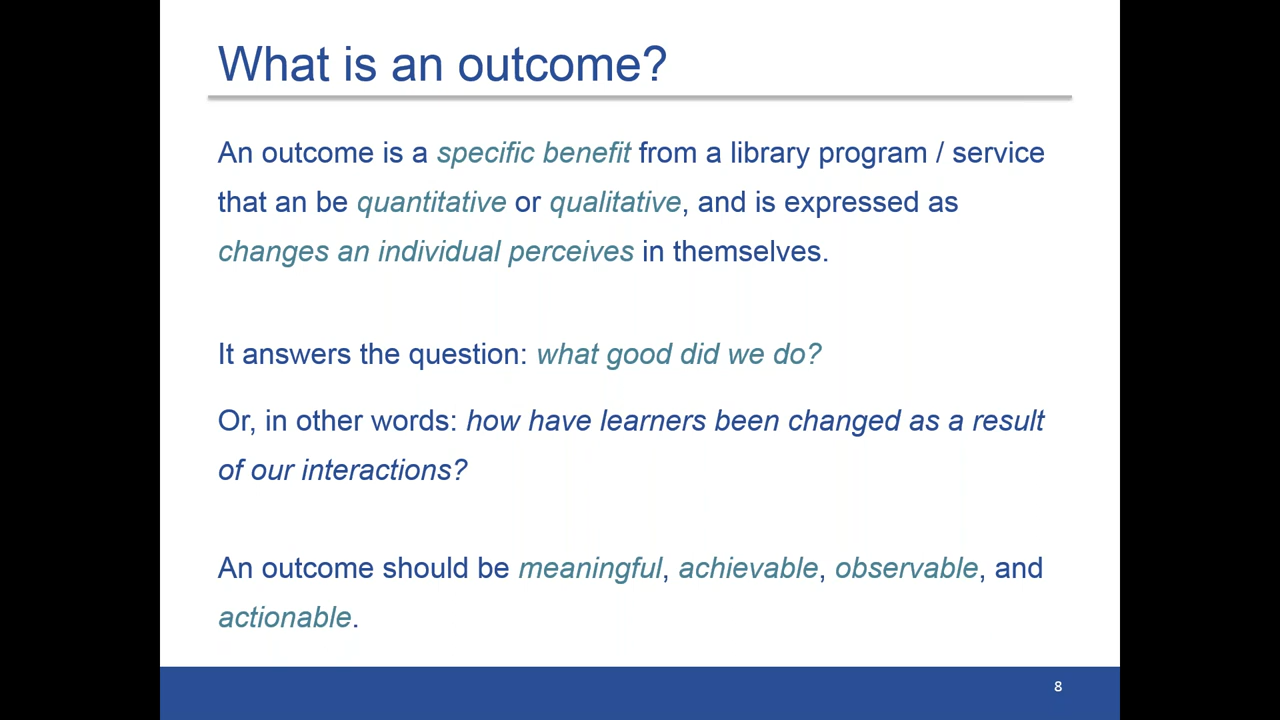 What is an outcome?
An outcome is a specific benefit from a library program / service
that an be quantitative or qualitative, and is expressed as
changes an individual perceives in themselves.
It answers the question: what good did we do?
Or, in other words: how have learners been changed as a result
of our interactions?
An outcome should be meaningful, achievable, observable, and
actionable.
8